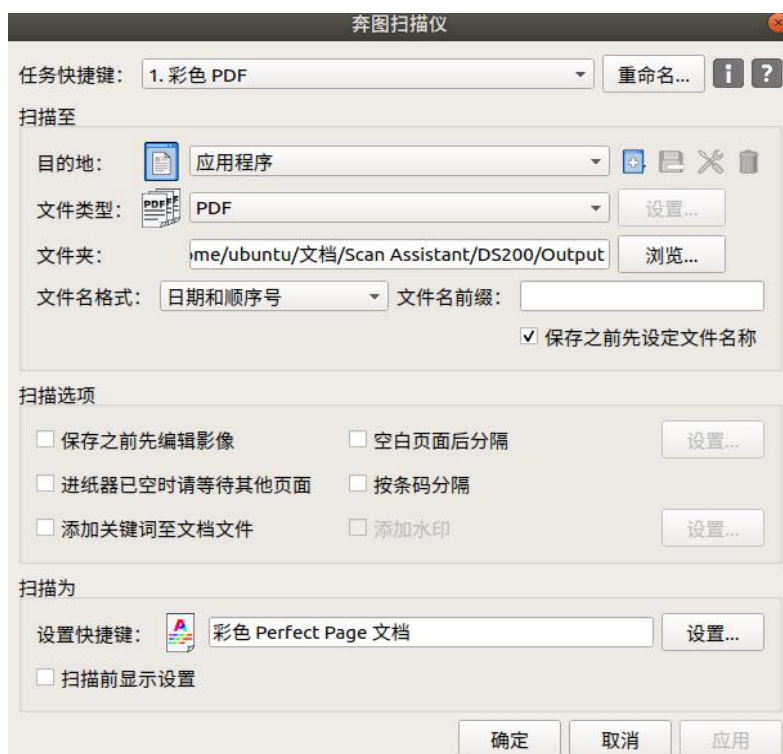 奔图扫描仪
任务快捷键： 1. 彩色 PDF 重命名... i ?
扫描至
目的地： 应用程序
文件类型： PDF 设置...
文件夹： ome/ubuntu/文档/Scan Assistant/DS200/Output 浏览...
文件名格式： 日期和顺序号 文件名前缀：
保存之前先设定文件名称
扫描选项
保存之前先编辑影像 空白页面后分隔 设置...
进纸器已空时请等待其他页面 按条码分隔
添加关键词至文档文件 添加水印 设置...
扫描为
设置快捷键： 彩色 Perfect Page 文档 设置...
扫描前显示设置
确定 取消 应用